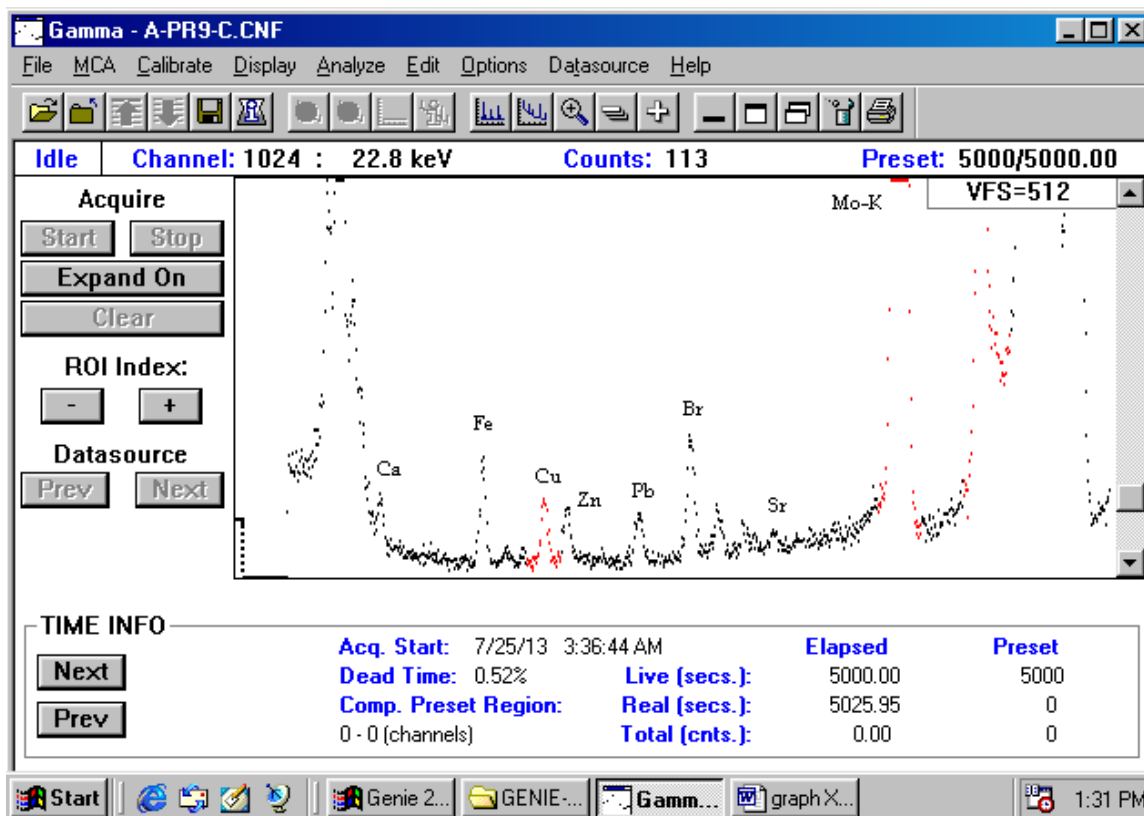 Gamma - A-PR9-C.CNF
File MCA Calibrate Display Analyze Edit Options Datasource Help
Idle Channel: 1024 : 22.8 keV Counts: 113 Preset: 5000/5000.00
Acquire
Start Stop
Expand On
Clear
ROI Index:
- +
Datasource
Prev Next
VFS=512
Mo-K
Ca
Fe
Cu
Zn
Pb
Br
Sr
TIME INFO
Next
Prev
Acq. Start: 7/25/13 3:36:44 AM Elapsed Preset
Dead Time: 0.52% Live (secs.): 5000.00 5000
Comp. Preset Region: Real (secs.): 5025.95 0
0 - 0 (channels) Total (cnts.): 0.00 0
Start Genie 2... GENIE-... Gamm... graph X... 1:31 PM